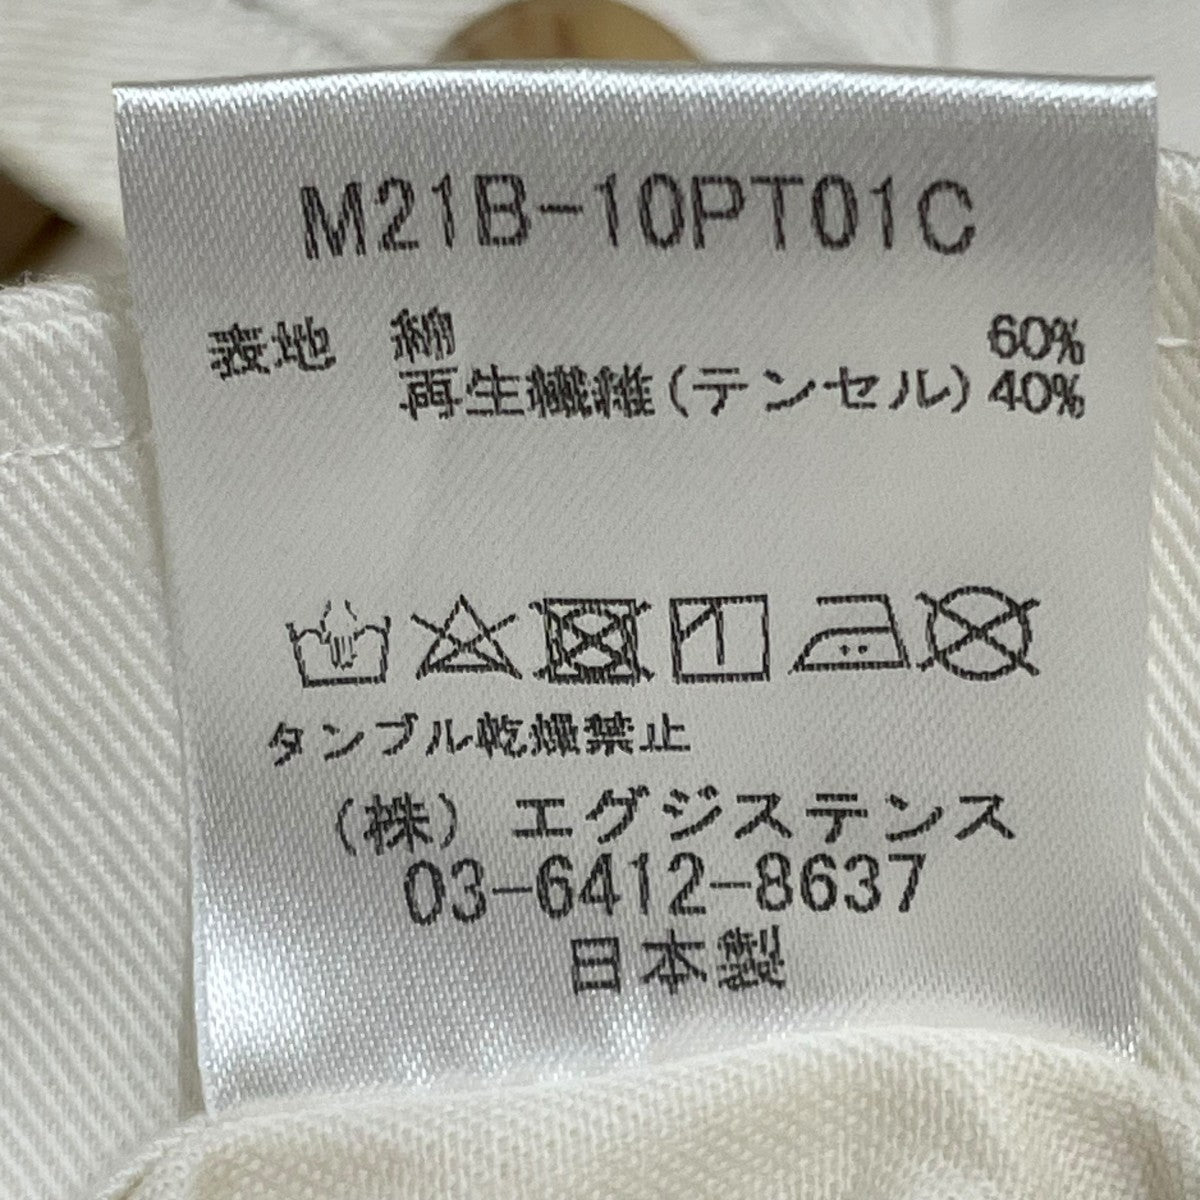 M21B-10PT01C
表地 綿 60%
再生繊維(テンセル) 40%
タンブル乾燥禁止
(株) エグジステンス
03-6412-8637
日本製